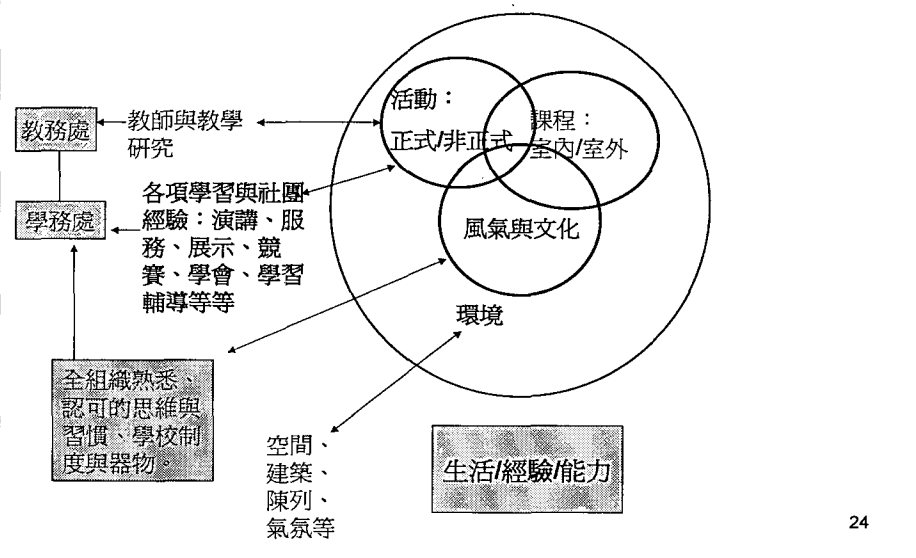 教務處
教師與教學
研究
學務處
各項學習與社團
經驗：演講、服
務、展示、競
賽、學會、學習
輔導等等
全組織熟悉、
認可的思維與
習慣、學校制
度與器物。
活動：
正式/非正式
課程：
室內/室外
風氣與文化
環境
空間、
建築、
陳列、
氣氛等
生活/經驗/能力
24